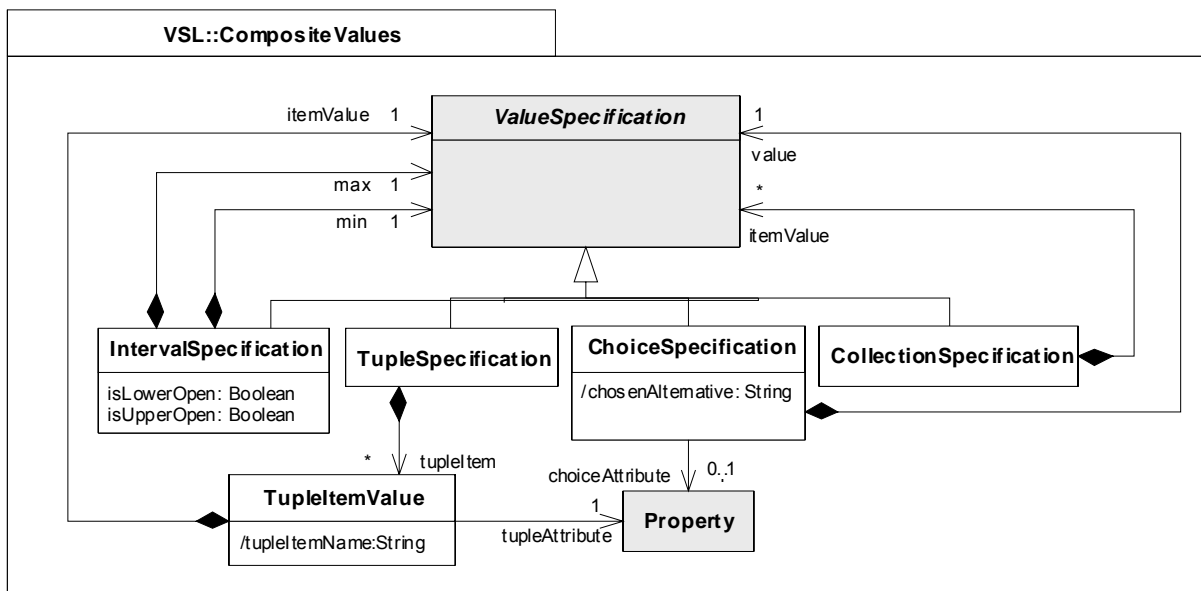 VSL::CompositeValues
itemValue 1
ValueSpecification
1
value
max 1
*
min 1
itemValue
IntervalSpecification
isLowerOpen: Boolean
isUpperOpen: Boolean
TupleSpecification
ChoiceSpecification
/chosenAlternative: String
CollectionSpecification
* tupleItem
choiceAttribute 0..1
TupleItemValue
/tupleItemName:String
1
tupleAttribute
Property